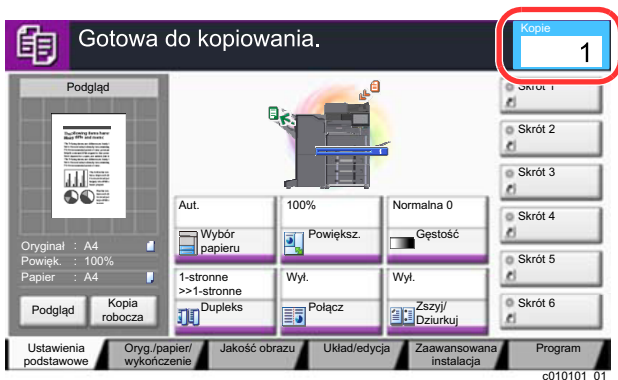 Gotowa do kopiowania.
Kopie
1
Podgląd
Oryginał : A4
Powięk. : 100%
Papier : A4
Podgląd
Kopia
robocza
Aut.
Wybór
papieru
100%
Powiększ.
Normalna 0
Gęstość
1-stronne
>>1-stronne
Dupleks
Wył.
Połącz
Wył.
Zszyj/
Dziurkuj
Skrót 1
Skrót 2
Skrót 3
Skrót 4
Skrót 5
Skrót 6
Ustawienia
podstawowe
Oryg./papier/
wykończenie
Jakość obrazu
Układ/edycja
Zaawansowana
instalacja
Program
c010101_01